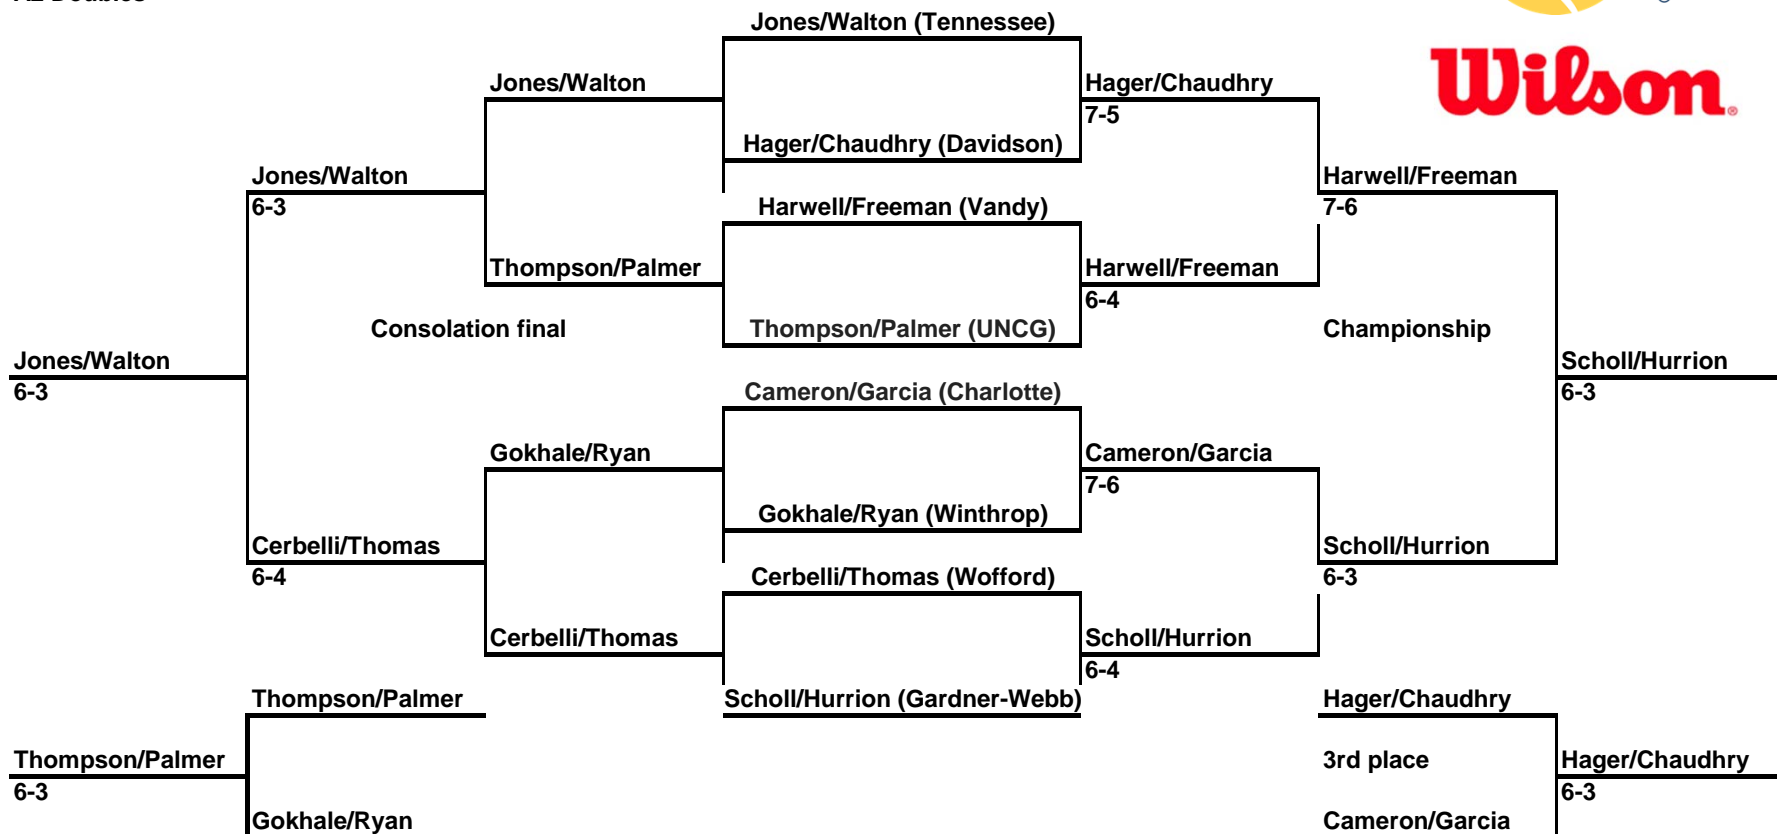 Jones/Walton (Tennessee)
Jones/Walton
Hager/Chaudhry
Wilson
7-5
Hager/Chaudhry (Davidson)
Jones/Walton
Harwell/Freeman
6-3
Harwell/Freeman (Vandy)
7-6
Thompson/Palmer
Harwell/Freeman
6-4
Consolation final
Thompson/Palmer (UNCG)
Championship
Jones/Walton
Scholl/Hurrion
6-3
Cameron/Garcia (Charlotte)
6-3
Gokhale/Ryan
Cameron/Garcia
7-6
Gokhale/Ryan (Winthrop)
Cerbelli/Thomas
Scholl/Hurrion
6-4
Cerbelli/Thomas (Wofford)
6-3
Cerbelli/Thomas
Scholl/Hurrion
6-4
Thompson/Palmer
Scholl/Hurrion (Gardner-Webb)
Hager/Chaudhry
Thompson/Palmer
3rd place
Hager/Chaudhry
6-3
6-3
Gokhale/Ryan
Cameron/Garcia